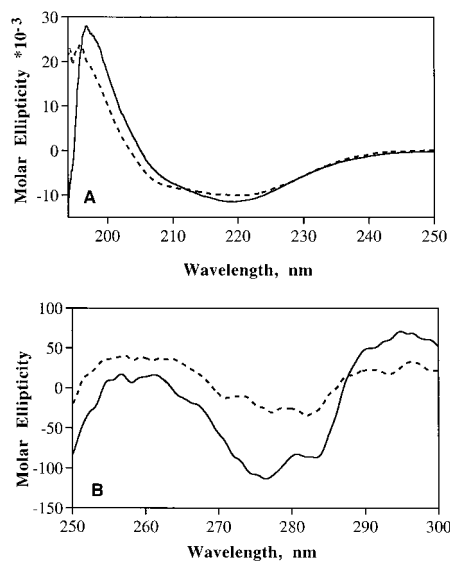 30
20
10
0
-10
Molar Ellipticity *10⁻³
A
200 210 220 230 240 250
Wavelength, nm
100
50
0
-50
-100
-150
Molar Ellipticity
B
250 260 270 280 290 300
Wavelength, nm